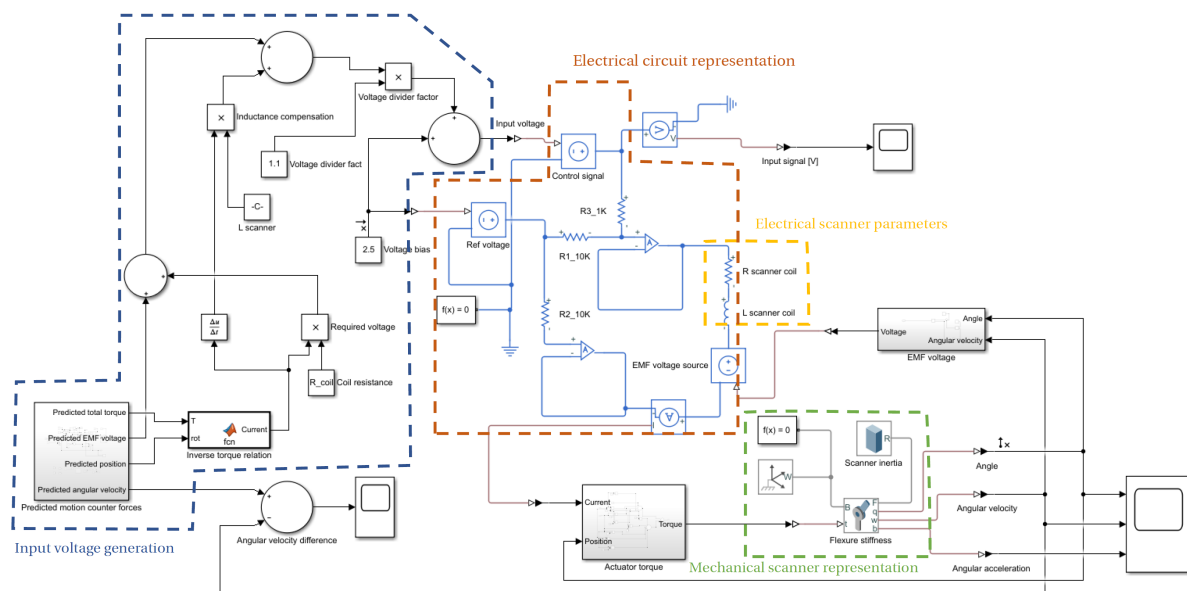 Electrical circuit representation
Voltage divider factor
Inductance compensation
Input voltage
1.1
Voltage divider fact
Control signal
V
Input signal [V]
-C-
L scanner
R3_1K
Electrical scanner parameters
Ref voltage
2.5
Voltage bias
R1_10K
R scanner coil
f(x) = 0
R2_10K
L scanner coil
Δu
Δt
Required voltage
Voltage
Angle
Angular velocity
EMF voltage
EMF voltage source
R_coil
Coil resistance
Predicted total torque
Predicted EMF voltage
Predicted position
Predicted angular velocity
Predicted motion counter forces
T
rot
fcn
Current
Inverse torque relation
I
f(x) = 0
R
Scanner inertia
W
Angle
B
t
F
q
w
b
Flexure stiffness
Angular velocity
Angular acceleration
Input voltage generation
Angular velocity difference
Current
Position
Torque
Actuator torque
Mechanical scanner representation